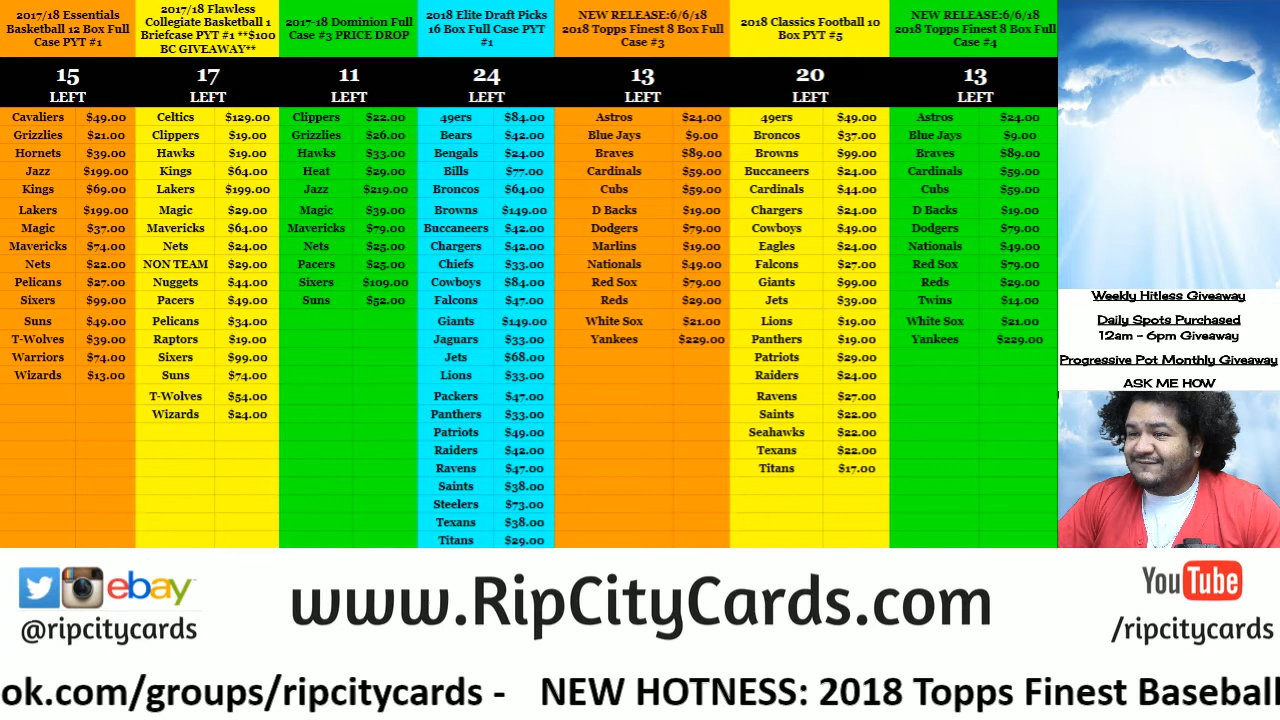 2017/18 Essentials
Basketball 12 Box Full
Case PYT #1
15
LEFT
Cavaliers $49.00
Grizzlies $21.00
Hornets $39.00
Jazz $199.00
Kings $69.00
Lakers $199.00
Magic $37.00
Mavericks $74.00
Nets $22.00
Pelicans $27.00
Sixers $99.00
Suns $49.00
T-Wolves $39.00
Warriors $74.00
Wizards $13.00
2017/18 Flawless
Collegiate Basketball 1
Briefcase PYT #1 **$100
BC GIVEAWAY**
17
LEFT
Celtics $129.00
Clippers $19.00
Hawks $19.00
Kings $64.00
Lakers $199.00
Magic $29.00
Mavericks $64.00
Nets $24.00
NON TEAM $29.00
Nuggets $44.00
Pacers $49.00
Pelicans $34.00
Raptors $19.00
Sixers $99.00
Suns $74.00
T-Wolves $54.00
Wizards $24.00
2017-18 Dominion Full
Case #3 PRICE DROP
11
LEFT
Clippers $22.00
Grizzlies $26.00
Hawks $33.00
Heat $29.00
Jazz $219.00
Magic $39.00
Mavericks $79.00
Nets $25.00
Pacers $25.00
Sixers $109.00
Suns $52.00
2018 Elite Draft Picks
16 Box Full Case PYT
#1
24
LEFT
49ers $84.00
Bears $42.00
Bengals $24.00
Bills $77.00
Broncos $64.00
Browns $149.00
Buccaneers $42.00
Chargers $42.00
Chiefs $33.00
Cowboys $84.00
Falcons $47.00
Giants $149.00
Jaguars $33.00
Jets $68.00
Lions $33.00
Packers $47.00
Panthers $33.00
Patriots $49.00
Raiders $42.00
Ravens $47.00
Saints $38.00
Steelers $73.00
Texans $38.00
Titans $29.00
NEW RELEASE:6/6/18
2018 Topps Finest 8 Box Full
Case #3
13
LEFT
Astros $24.00
Blue Jays $9.00
Braves $89.00
Cardinals $59.00
Cubs $59.00
D Backs $19.00
Dodgers $79.00
Marlins $19.00
Nationals $49.00
Red Sox $79.00
Reds $29.00
White Sox $21.00
Yankees $229.00
2018 Classics Football 10
Box PYT #5
20
LEFT
49ers $49.00
Broncos $37.00
Browns $99.00
Buccaneers $24.00
Cardinals $44.00
Chargers $24.00
Cowboys $49.00
Eagles $24.00
Falcons $27.00
Giants $99.00
Jets $39.00
Lions $19.00
Panthers $19.00
Patriots $29.00
Raiders $24.00
Ravens $27.00
Saints $22.00
Seahawks $22.00
Texans $22.00
Titans $17.00
NEW RELEASE:6/6/18
2018 Topps Finest 8 Box Full
Case #4
13
LEFT
Astros $24.00
Blue Jays $9.00
Braves $89.00
Cardinals $59.00
Cubs $59.00
D Backs $19.00
Dodgers $79.00
Nationals $49.00
Red Sox $79.00
Reds $29.00
Twins $14.00
White Sox $21.00
Yankees $229.00
Weekly Hitless Giveaway
Daily Spots Purchased
12am - 6pm Giveaway
Progressive Pot Monthly Giveaway
ASK ME HOW
ebay
@ripcitycards
www.RipCityCards.com
YouTube
/ripcitycards
ok.com/groups/ripcitycards - NEW HOTNESS: 2018 Topps Finest Baseball